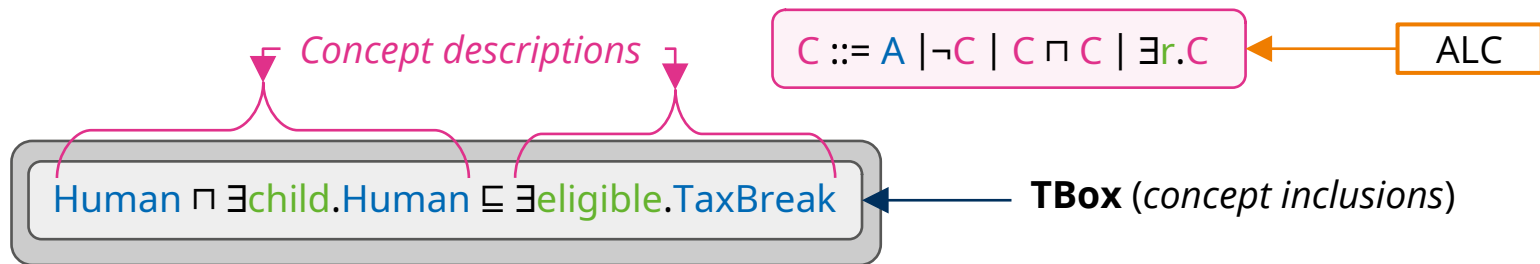 Concept descriptions
C ::= A | ¬C | C ⊓ C | ∃r.C
ALC
Human ⊓ ∃child.Human ⊑ ∃eligible.TaxBreak
TBox (concept inclusions)